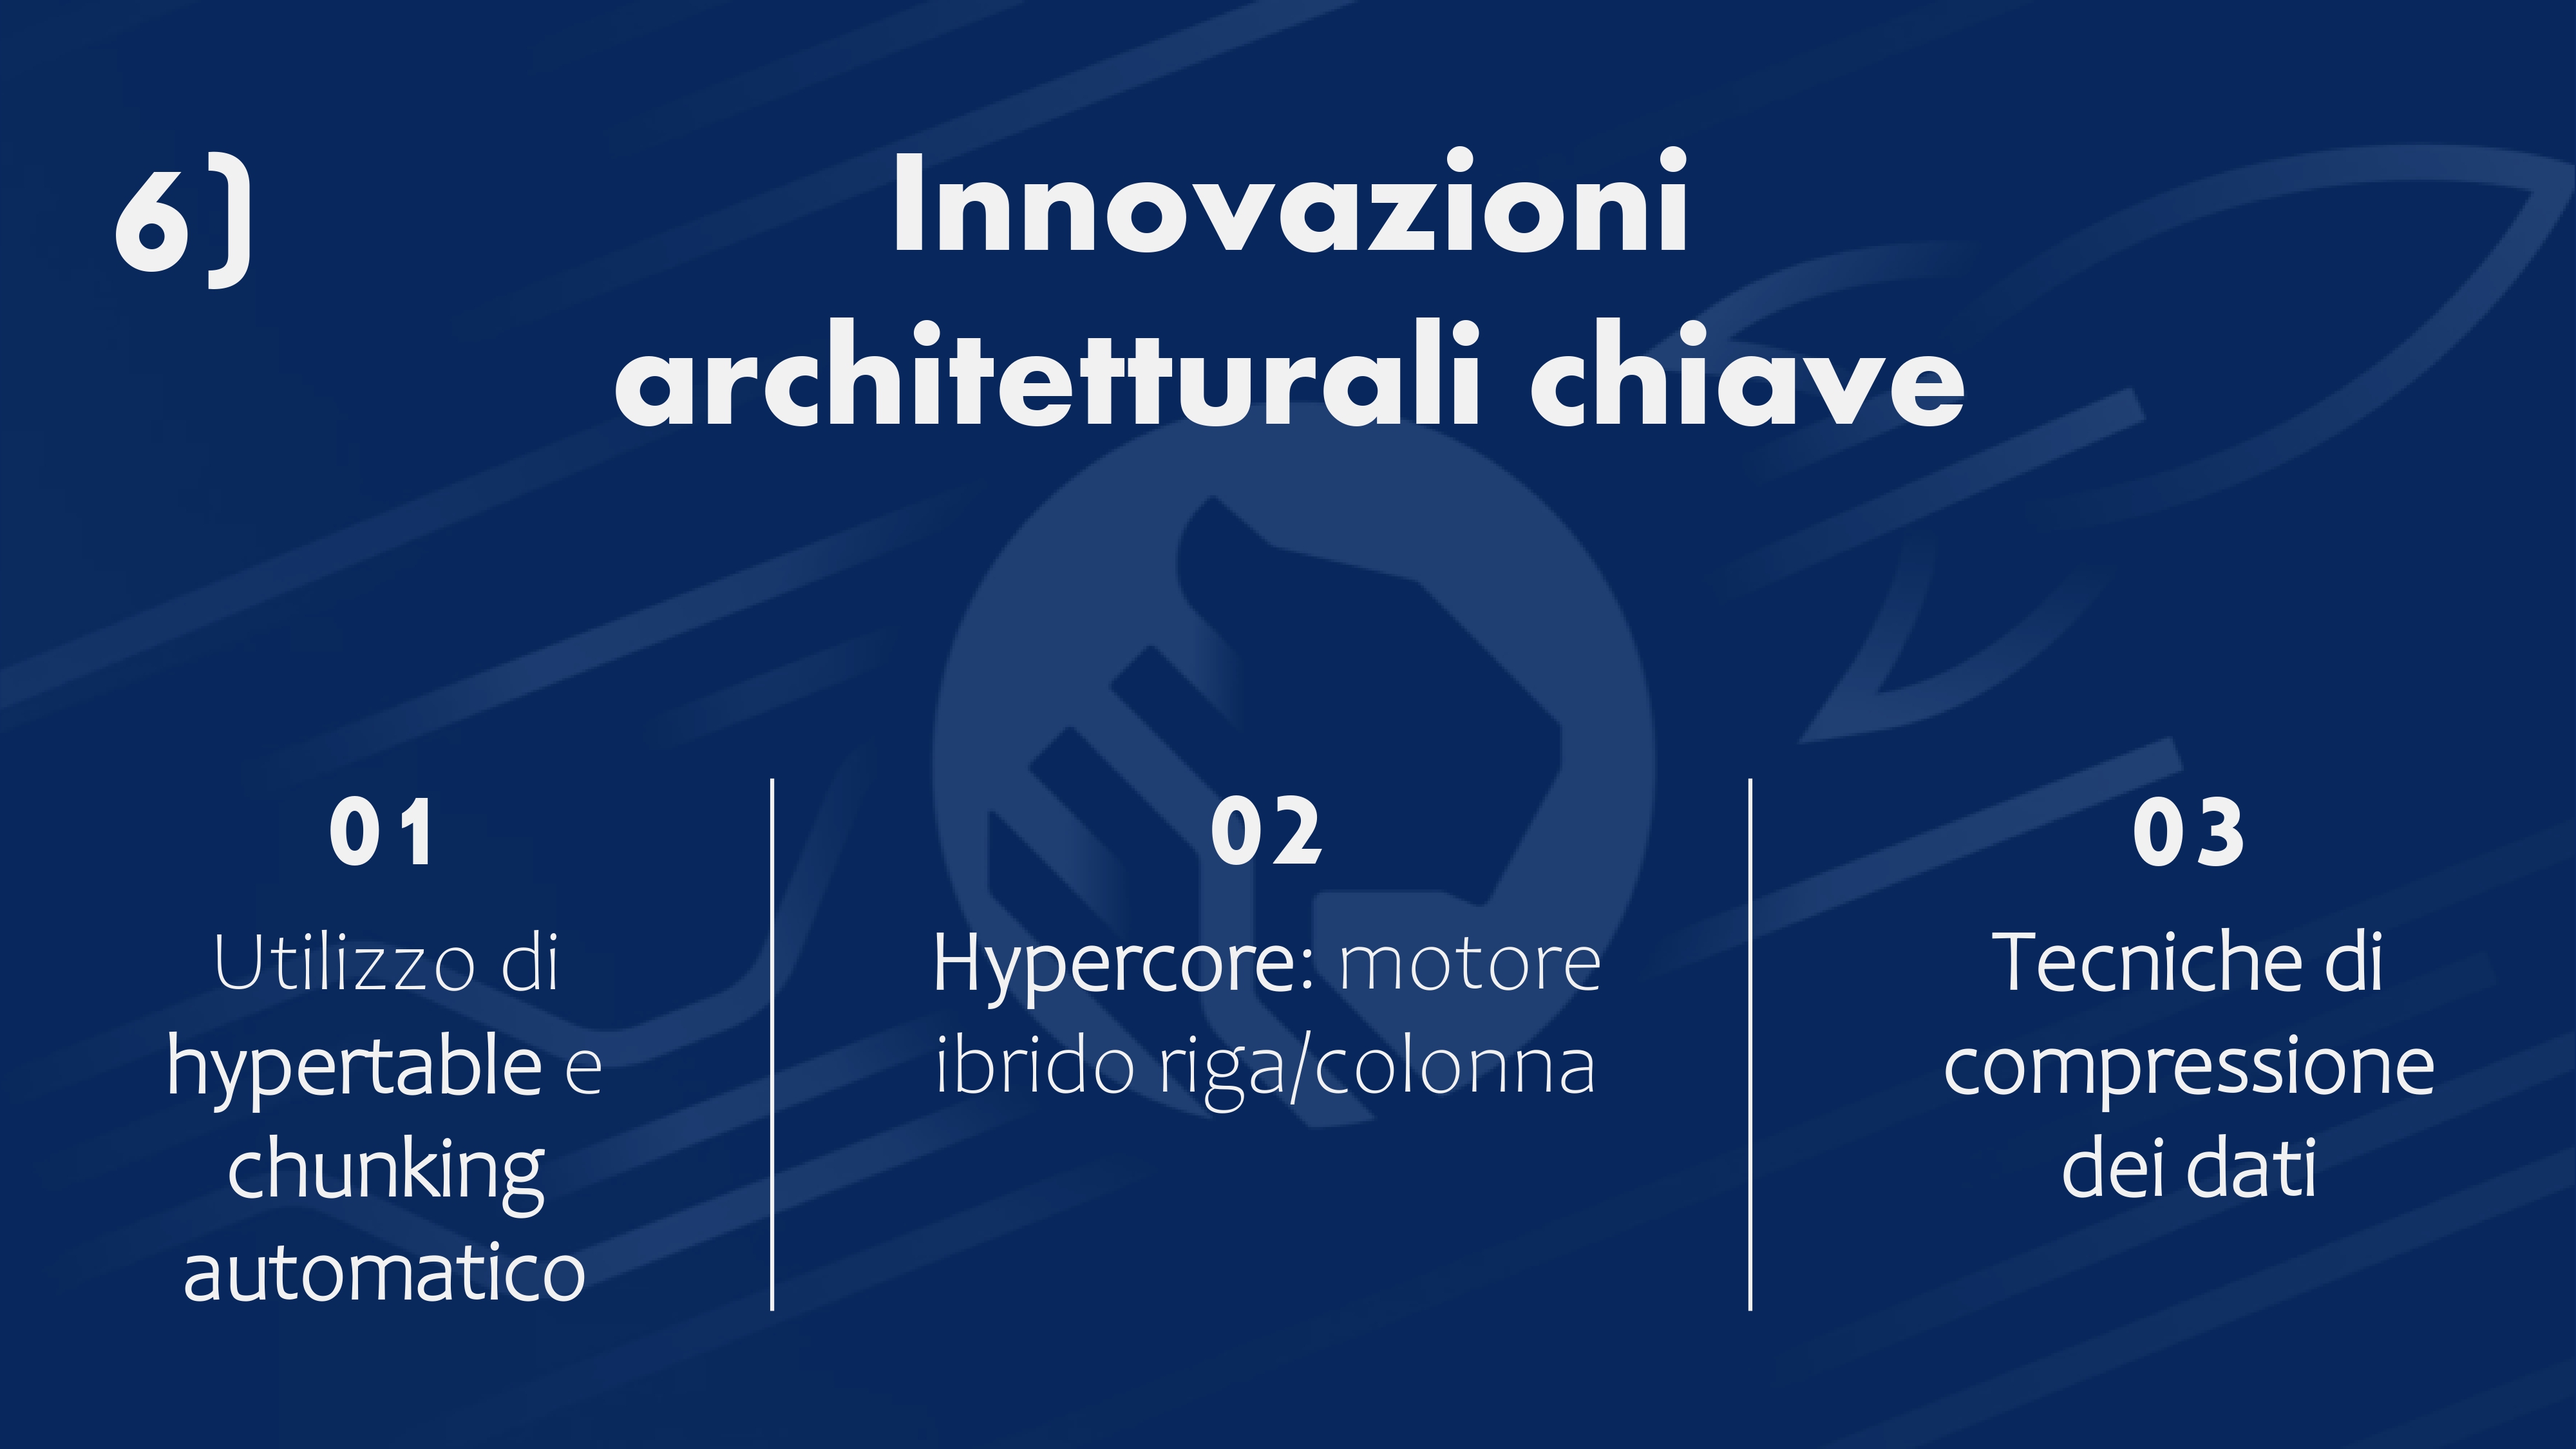 6)
Innovazioni
architetturali chiave
01
Utilizzo di
hypertable e
chunking
automatico
02
Hypercore: motore
ibrido riga/colonna
03
Tecniche di
compressione
dei dati